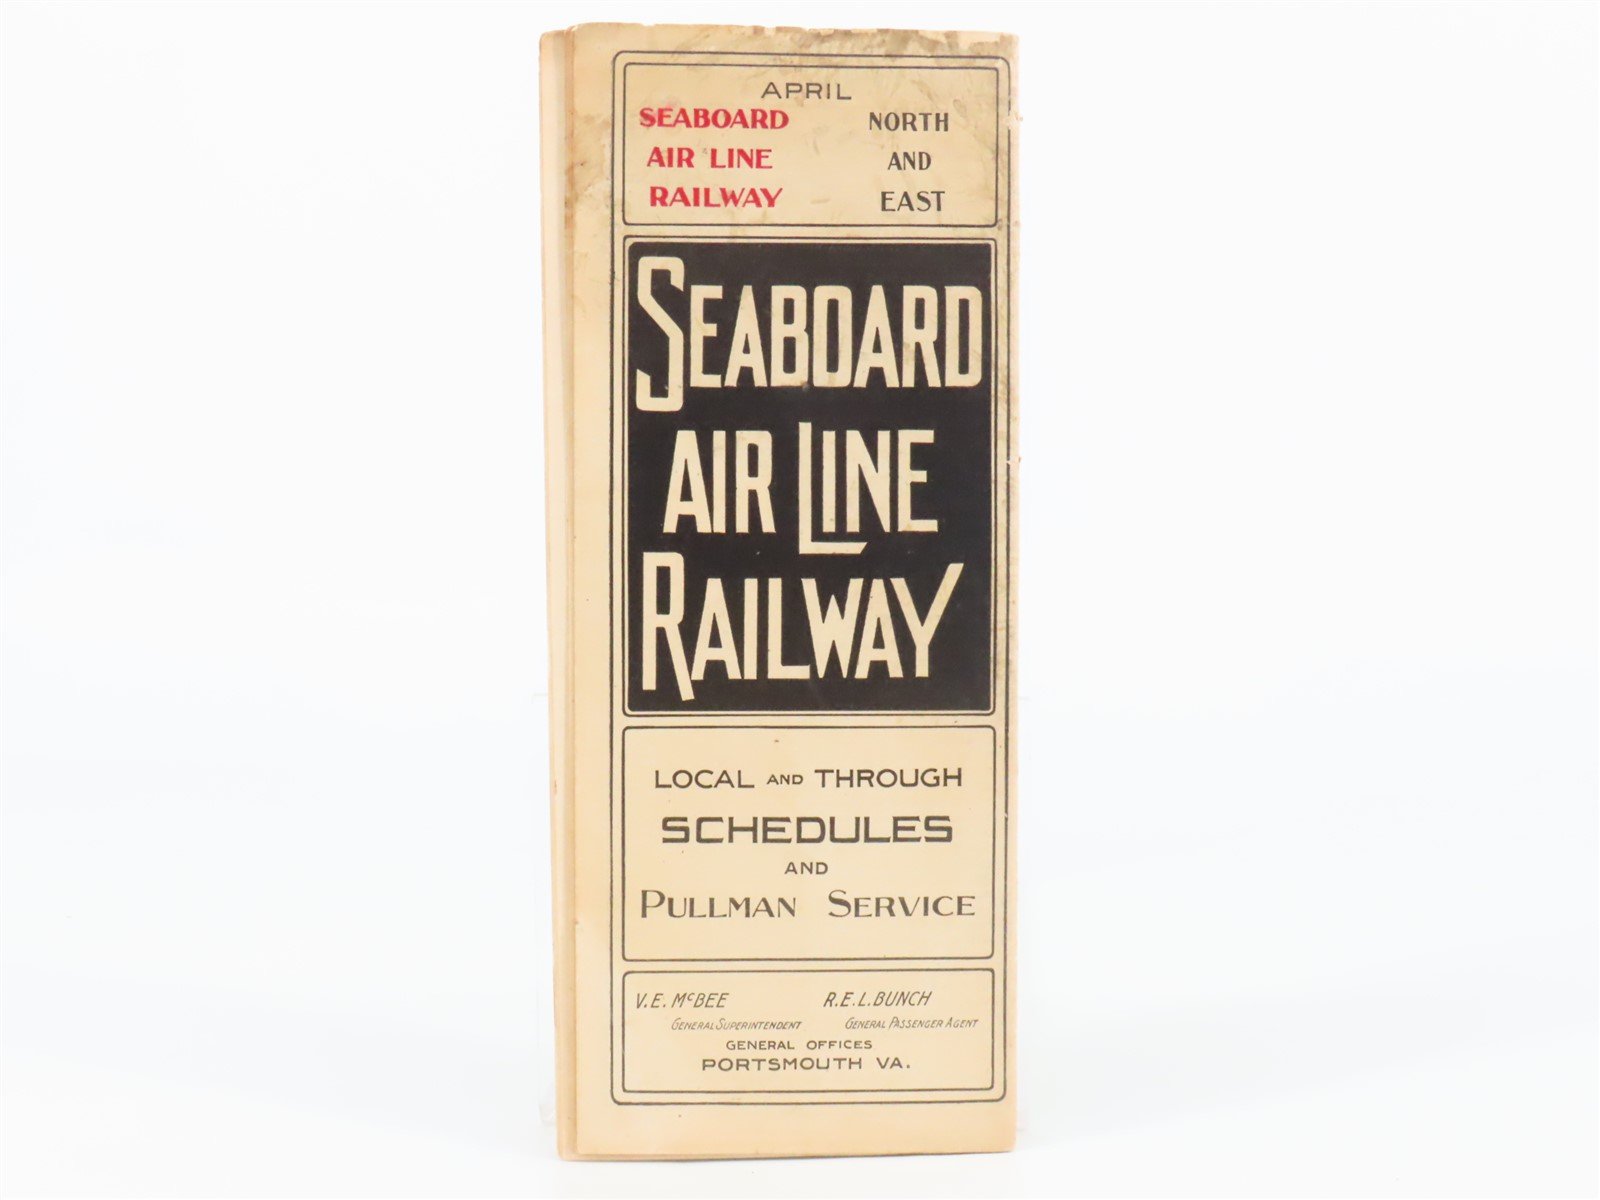 APRIL
SEABOARD
AIR LINE
RAILWAY
NORTH
AND
EAST
SEABOARD
AIR LINE
RAILWAY
LOCAL AND THROUGH
SCHEDULES
AND
PULLMAN SERVICE
V. E. McBEE
GENERAL SUPERINTENDENT
R. E. L. BUNCH
GENERAL PASSENGER AGENT
GENERAL OFFICES
PORTSMOUTH VA.